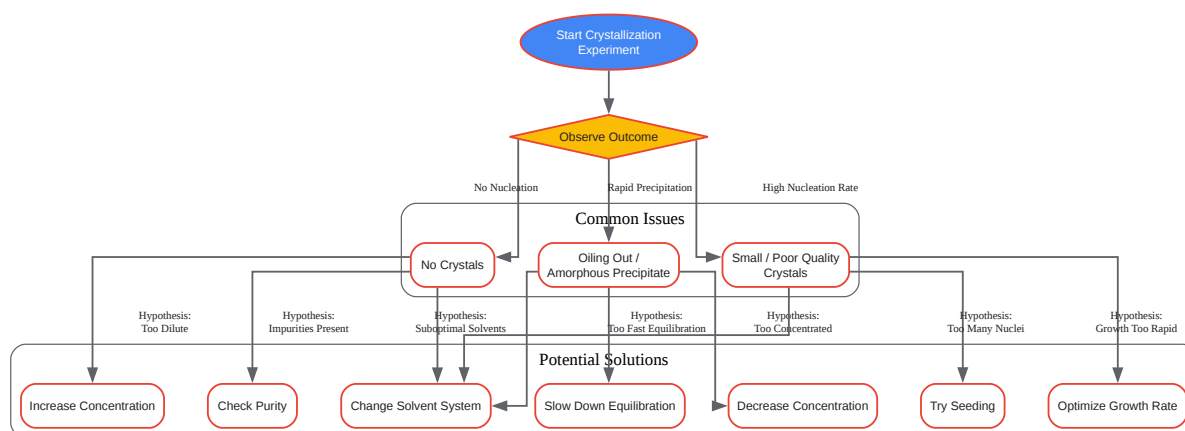 Start Crystallization
Experiment
Observe Outcome
No Nucleation
Rapid Precipitation
High Nucleation Rate
Common Issues
No Crystals
Oiling Out /
Amorphous Precipitate
Small / Poor Quality
Crystals
Hypothesis:
Too Dilute
Hypothesis:
Impurities Present
Hypothesis:
Suboptimal Solvents
Hypothesis:
Too Fast Equilibration
Hypothesis:
Too Concentrated
Hypothesis:
Too Many Nuclei
Hypothesis:
Growth Too Rapid
Potential Solutions
Increase Concentration
Check Purity
Change Solvent System
Slow Down Equilibration
Decrease Concentration
Try Seeding
Optimize Growth Rate